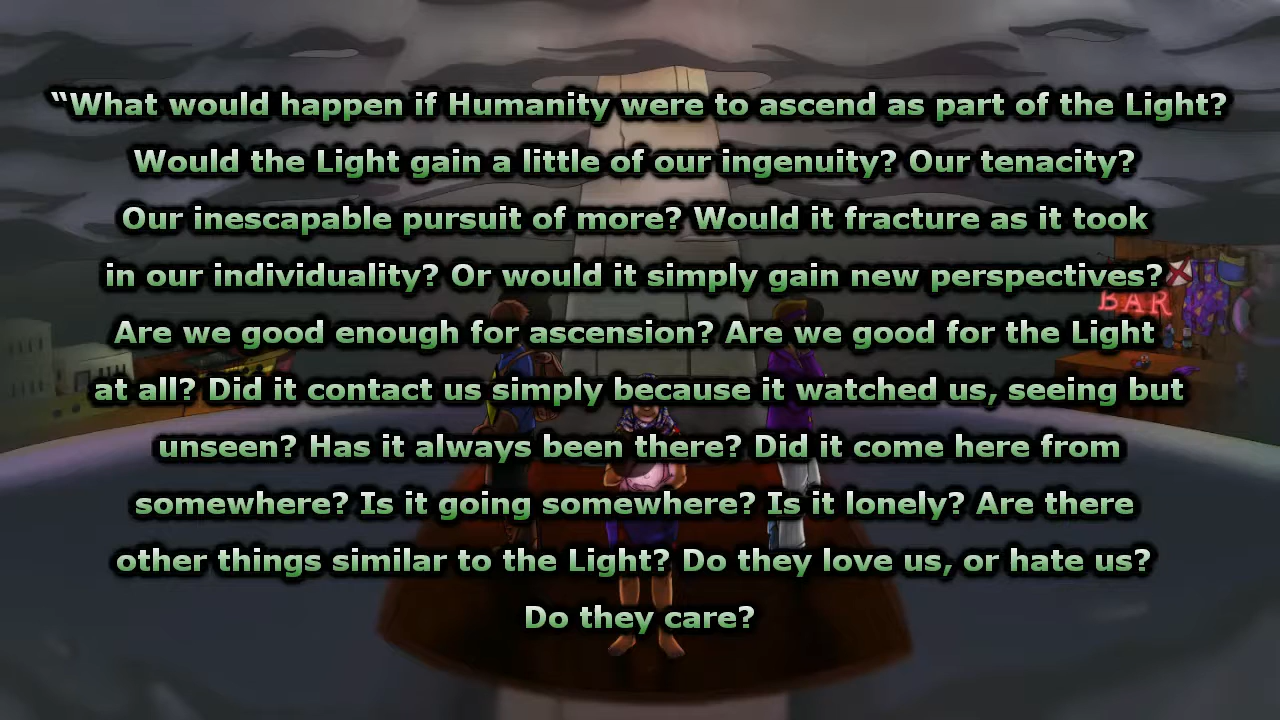 “What would happen if Humanity were to ascend as part of the Light?
Would the Light gain a little of our ingenuity? Our tenacity?
Our inescapable pursuit of more? Would it fracture as it took
in our individuality? Or would it simply gain new perspectives?
BAR
Are we good enough for ascension? Are we good for the Light
at all? Did it contact us simply because it watched us, seeing but
unseen? Has it always been there? Did it come here from
somewhere? Is it going somewhere? Is it lonely? Are there
other things similar to the Light? Do they love us, or hate us?
Do they care?